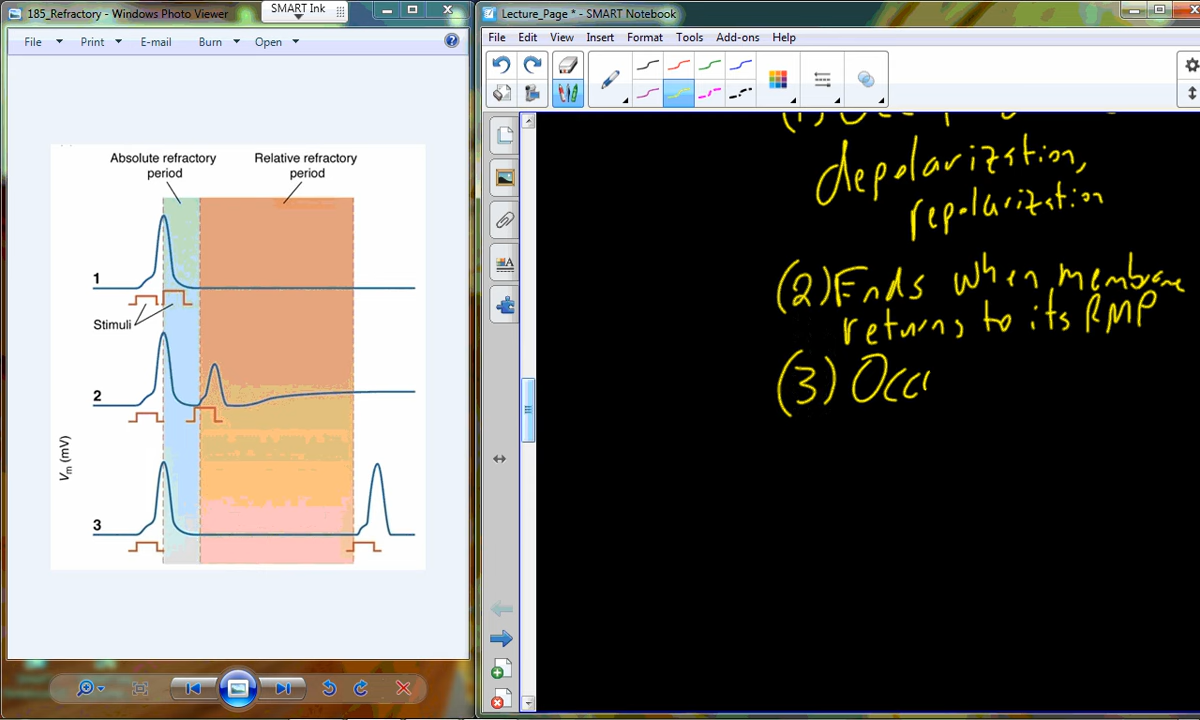 185_Refractory - Windows Photo Viewer
SMART Ink
File Print E-mail Burn Open
Absolute refractory
period
Relative refractory
period
1
Stimuli
2
Vm (mV)
3
Lecture_Page * - SMART Notebook
File Edit View Insert Format Tools Add-ons Help
depolarization,
repolarization
(2) Ends when membrane
returns to its RMP
(3) Occ